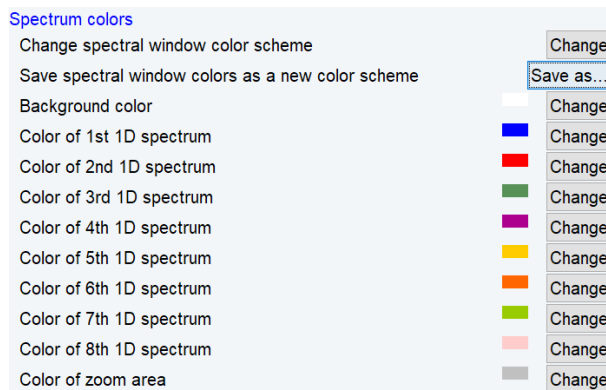 Spectrum colors
Change spectral window color scheme Change
Save spectral window colors as a new color scheme Save as...
Background color Change
Color of 1st 1D spectrum Change
Color of 2nd 1D spectrum Change
Color of 3rd 1D spectrum Change
Color of 4th 1D spectrum Change
Color of 5th 1D spectrum Change
Color of 6th 1D spectrum Change
Color of 7th 1D spectrum Change
Color of 8th 1D spectrum Change
Color of zoom area Change